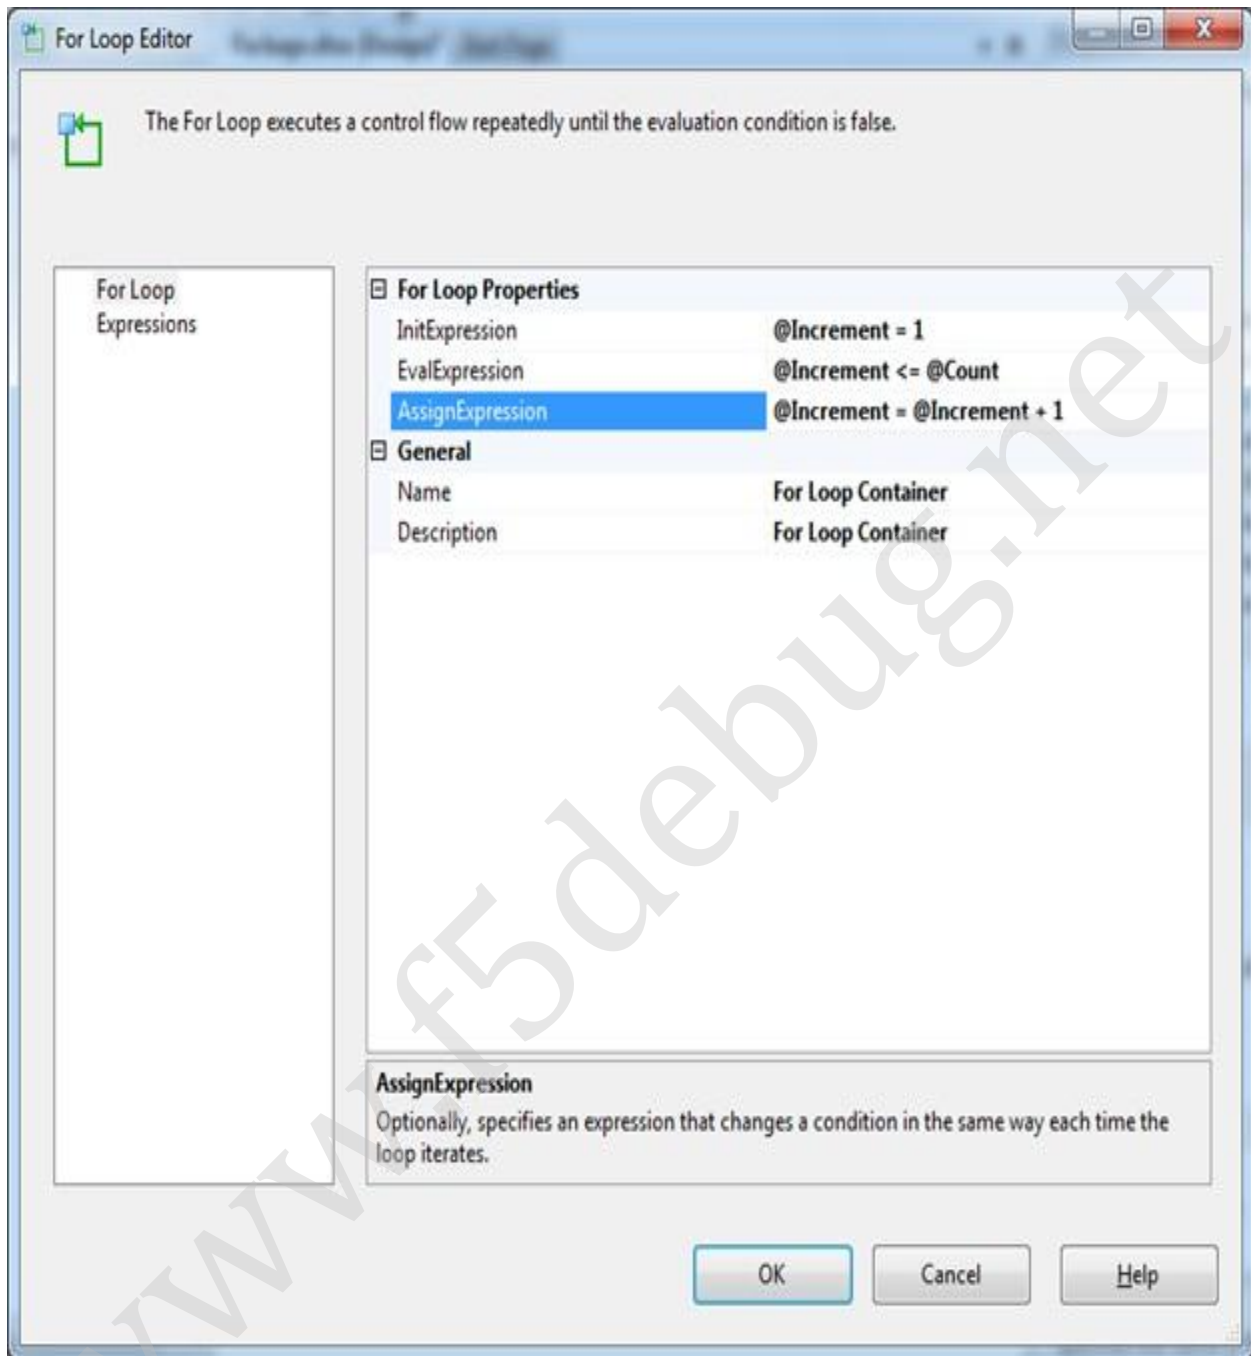 For Loop Editor
The For Loop executes a control flow repeatedly until the evaluation condition is false.
For Loop
Expressions
For Loop Properties
InitExpression @Increment = 1
EvalExpression @Increment <= @Count
AssignExpression @Increment = @Increment + 1
General
Name For Loop Container
Description For Loop Container
AssignExpression
Optionally, specifies an expression that changes a condition in the same way each time the
loop iterates.
OK Cancel Help
www.f5debug.net